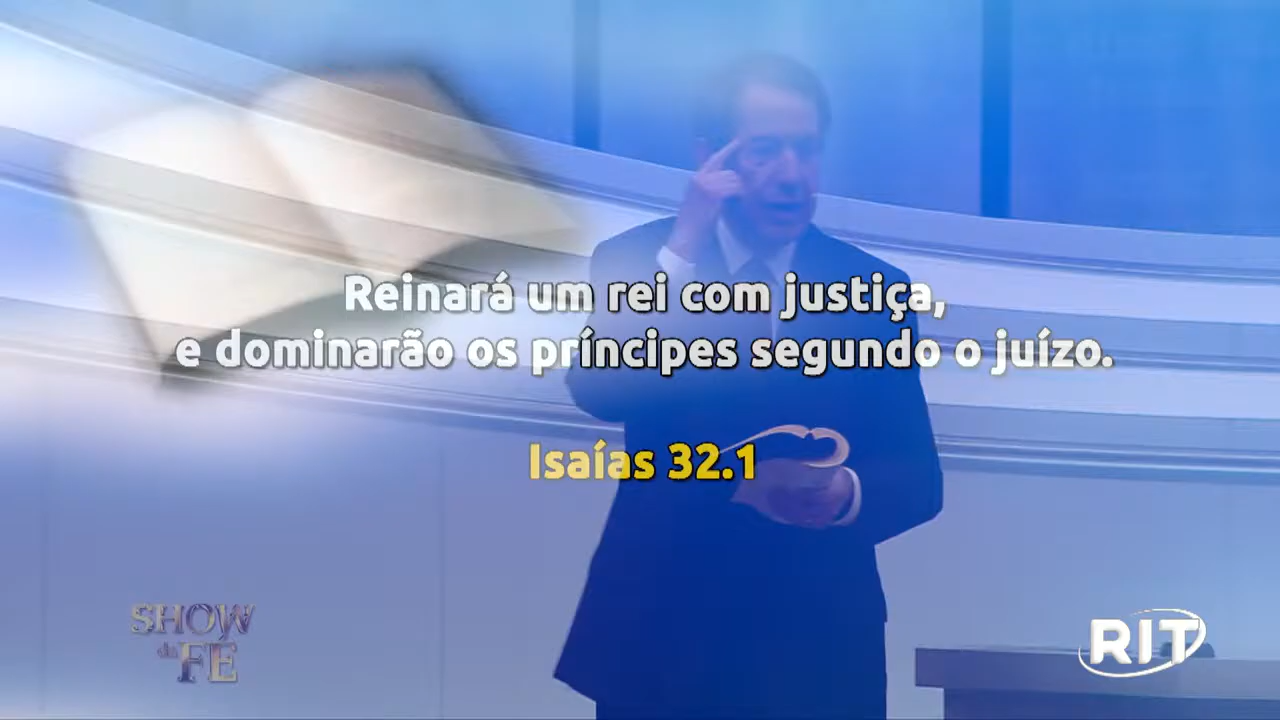 Reinará um rei com justiça,
e dominarão os príncipes segundo o juízo.
Isaías 32.1
SHOW
da FÉ
RIT